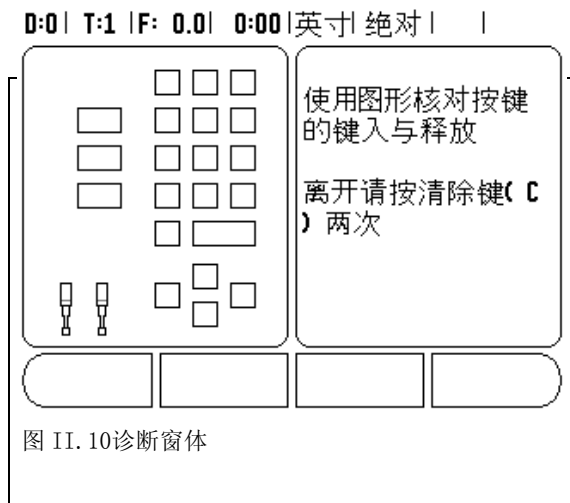 D:0 | T:1 | F: 0.0 | 0:00 | 英寸 | 绝对 | |
使用图形核对按键
的键入与释放
离开请按清除键( C
) 两次
图 II.10诊断窗体